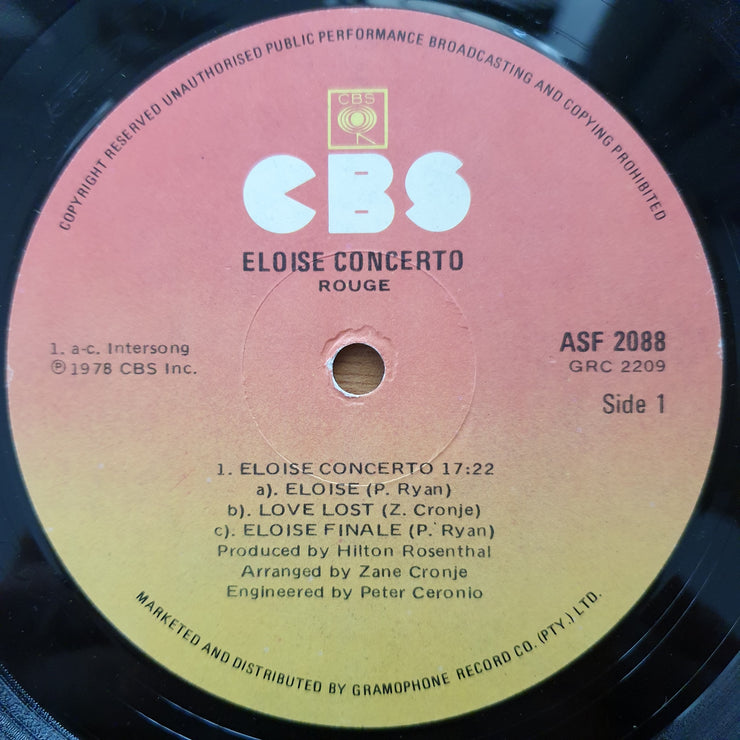 COPYRIGHT RESERVED UNAUTHORISED PUBLIC PERFORMANCE BROADCASTING AND COPYING PROHIBITED
CBS
CBS
ELOISE CONCERTO
ROUGE
1. a-c. Intersong
℗ 1978 CBS Inc.
ASF 2088
GRC 2209
Side 1
1. ELOISE CONCERTO 17:22
a). ELOISE (P. Ryan)
b). LOVE LOST (Z. Cronje)
c). ELOISE FINALE (P. Ryan)
Produced by Hilton Rosenthal
Arranged by Zane Cronje
Engineered by Peter Ceronio
MARKETED AND DISTRIBUTED BY GRAMOPHONE RECORD CO. (PTY.) LTD.